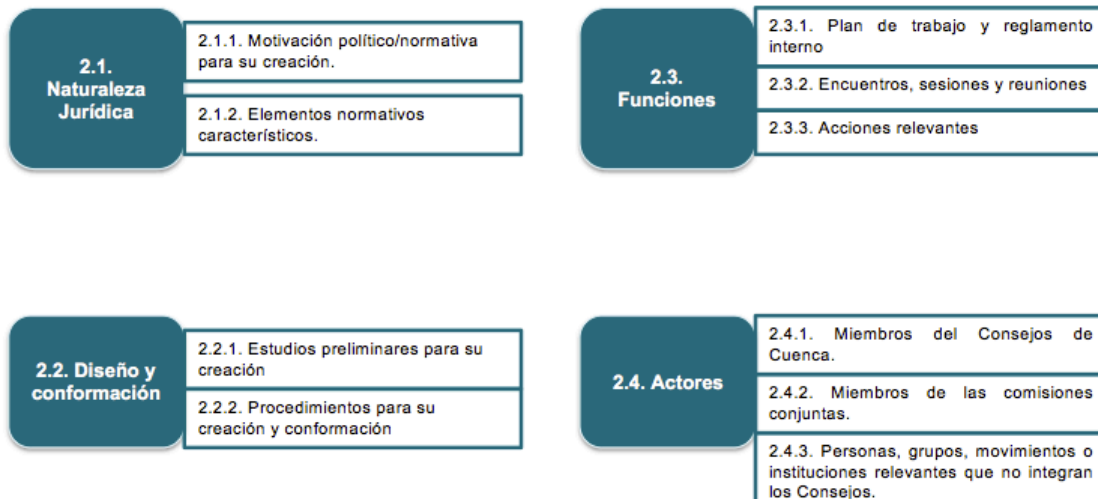 2.1.
Naturaleza
Jurídica
2.1.1. Motivación político/normativa
para su creación.
2.1.2. Elementos normativos
característicos.
2.3.
Funciones
2.3.1. Plan de trabajo y reglamento
interno
2.3.2. Encuentros, sesiones y reuniones
2.3.3. Acciones relevantes
2.2. Diseño y
conformación
2.2.1. Estudios preliminares para su
creación
2.2.2. Procedimientos para su
creación y conformación
2.4. Actores
2.4.1. Miembros del Consejos de
Cuenca.
2.4.2. Miembros de las comisiones
conjuntas.
2.4.3. Personas, grupos, movimientos o
instituciones relevantes que no integran
los Consejos.